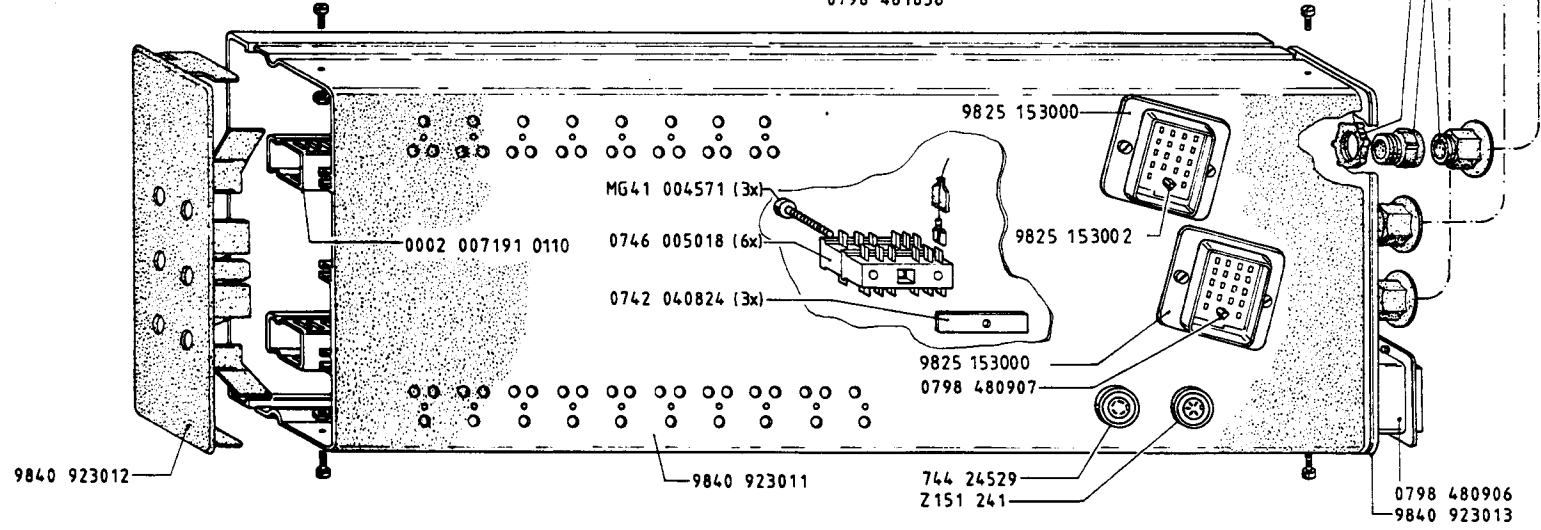 9825 153000
MG41 004571 (3x)
0002 007191 0110
0746 005018 (6x)
9825 153002
0742 040824 (3x)
9825 153000
0798 480907
9840 923012
9840 923011
744 24529
Z151 241
0798 480906
9840 923013